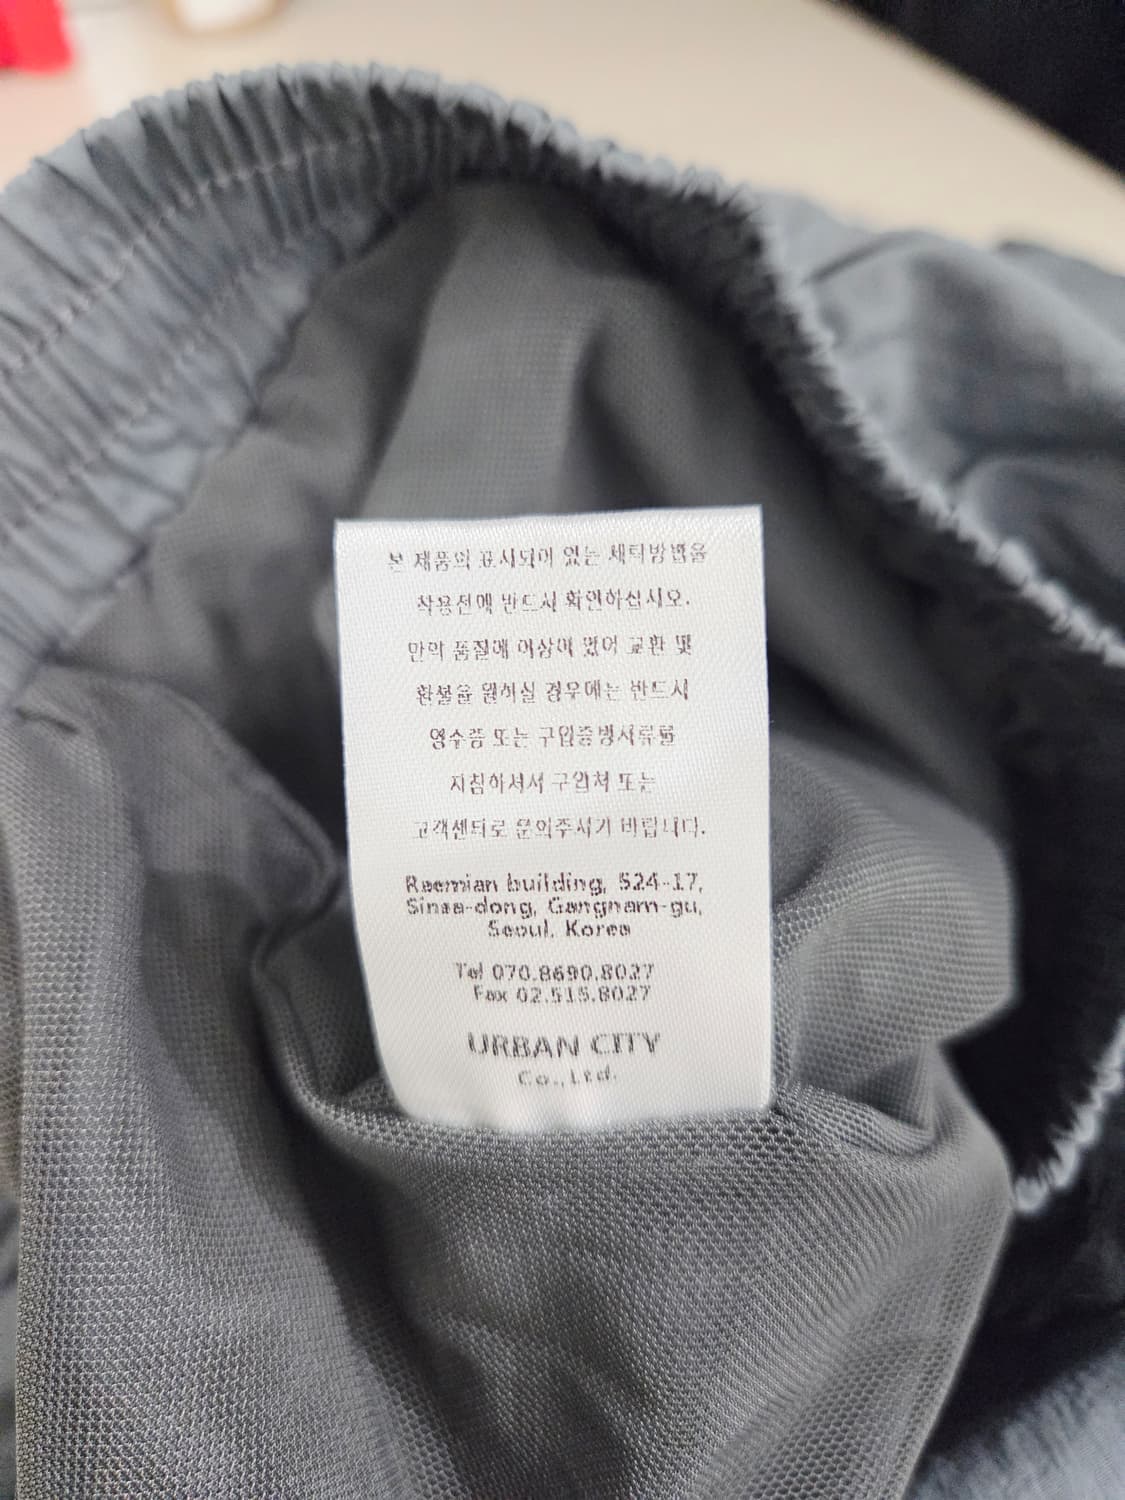 본 제품의 표시되어 있는 세탁방법을
착용전에 반드시 확인하십시오.
만약 품질에 이상이 있어 교환 및
환불을 원하실 경우에는 반드시
영수증 또는 구입증빙서류를
지침하셔서 구입처 또는
고객센터로 문의주시기 바랍니다.
Raemian building, 524-17,
Sinsa-dong, Gangnam-gu,
Seoul, Korea
Tel 070.8690.8027
Fax 02.515.8027
URBAN CITY
Co.,Ltd.